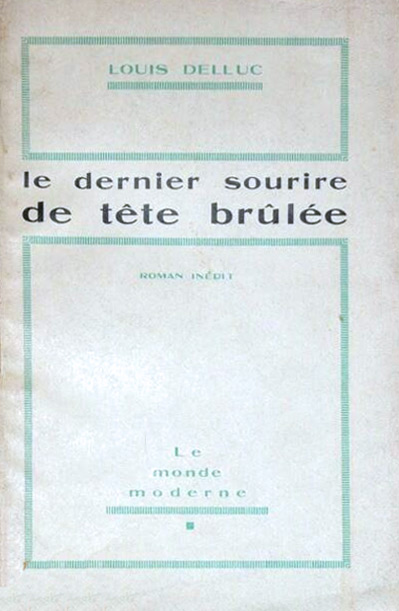 LOUIS DELLUC
le dernier sourire
de tête brûlée
ROMAN INÉDIT
Le
monde
moderne